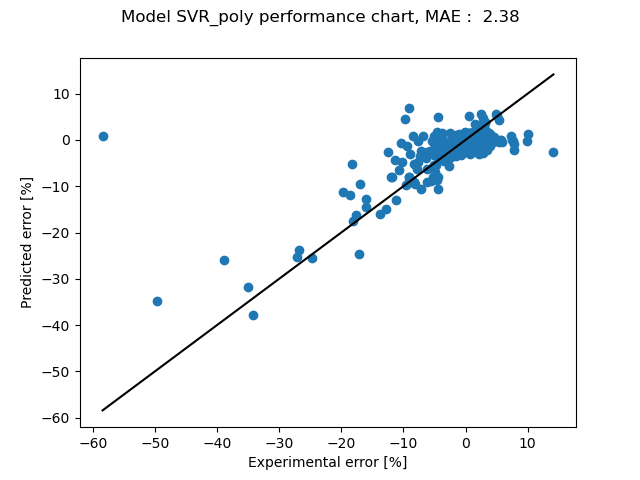 Model SVR_poly performance chart, MAE :  2.38
Predicted error [%]
10
0
−10
−20
−30
−40
−50
−60
−60 −50 −40 −30 −20 −10 0 10
Experimental error [%]